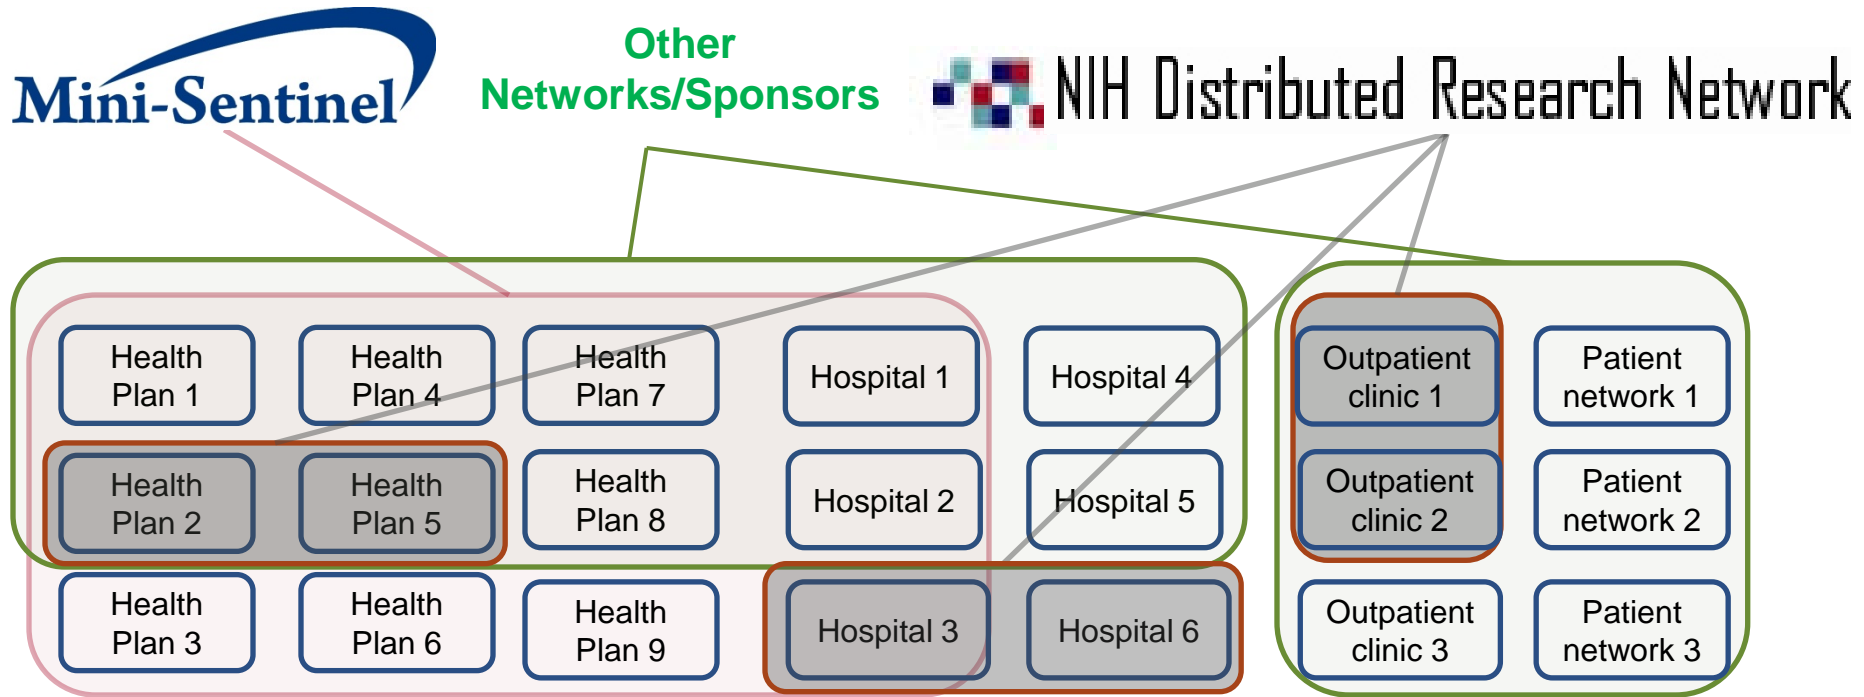 Mini-Sentinel
Other
Networks/Sponsors
NIH Distributed Research Network
Health
Plan 1
Health
Plan 4
Health
Plan 7
Hospital 1
Hospital 4
Outpatient
clinic 1
Patient
network 1
Health
Plan 2
Health
Plan 5
Health
Plan 8
Hospital 2
Hospital 5
Outpatient
clinic 2
Patient
network 2
Health
Plan 3
Health
Plan 6
Health
Plan 9
Hospital 3
Hospital 6
Outpatient
clinic 3
Patient
network 3